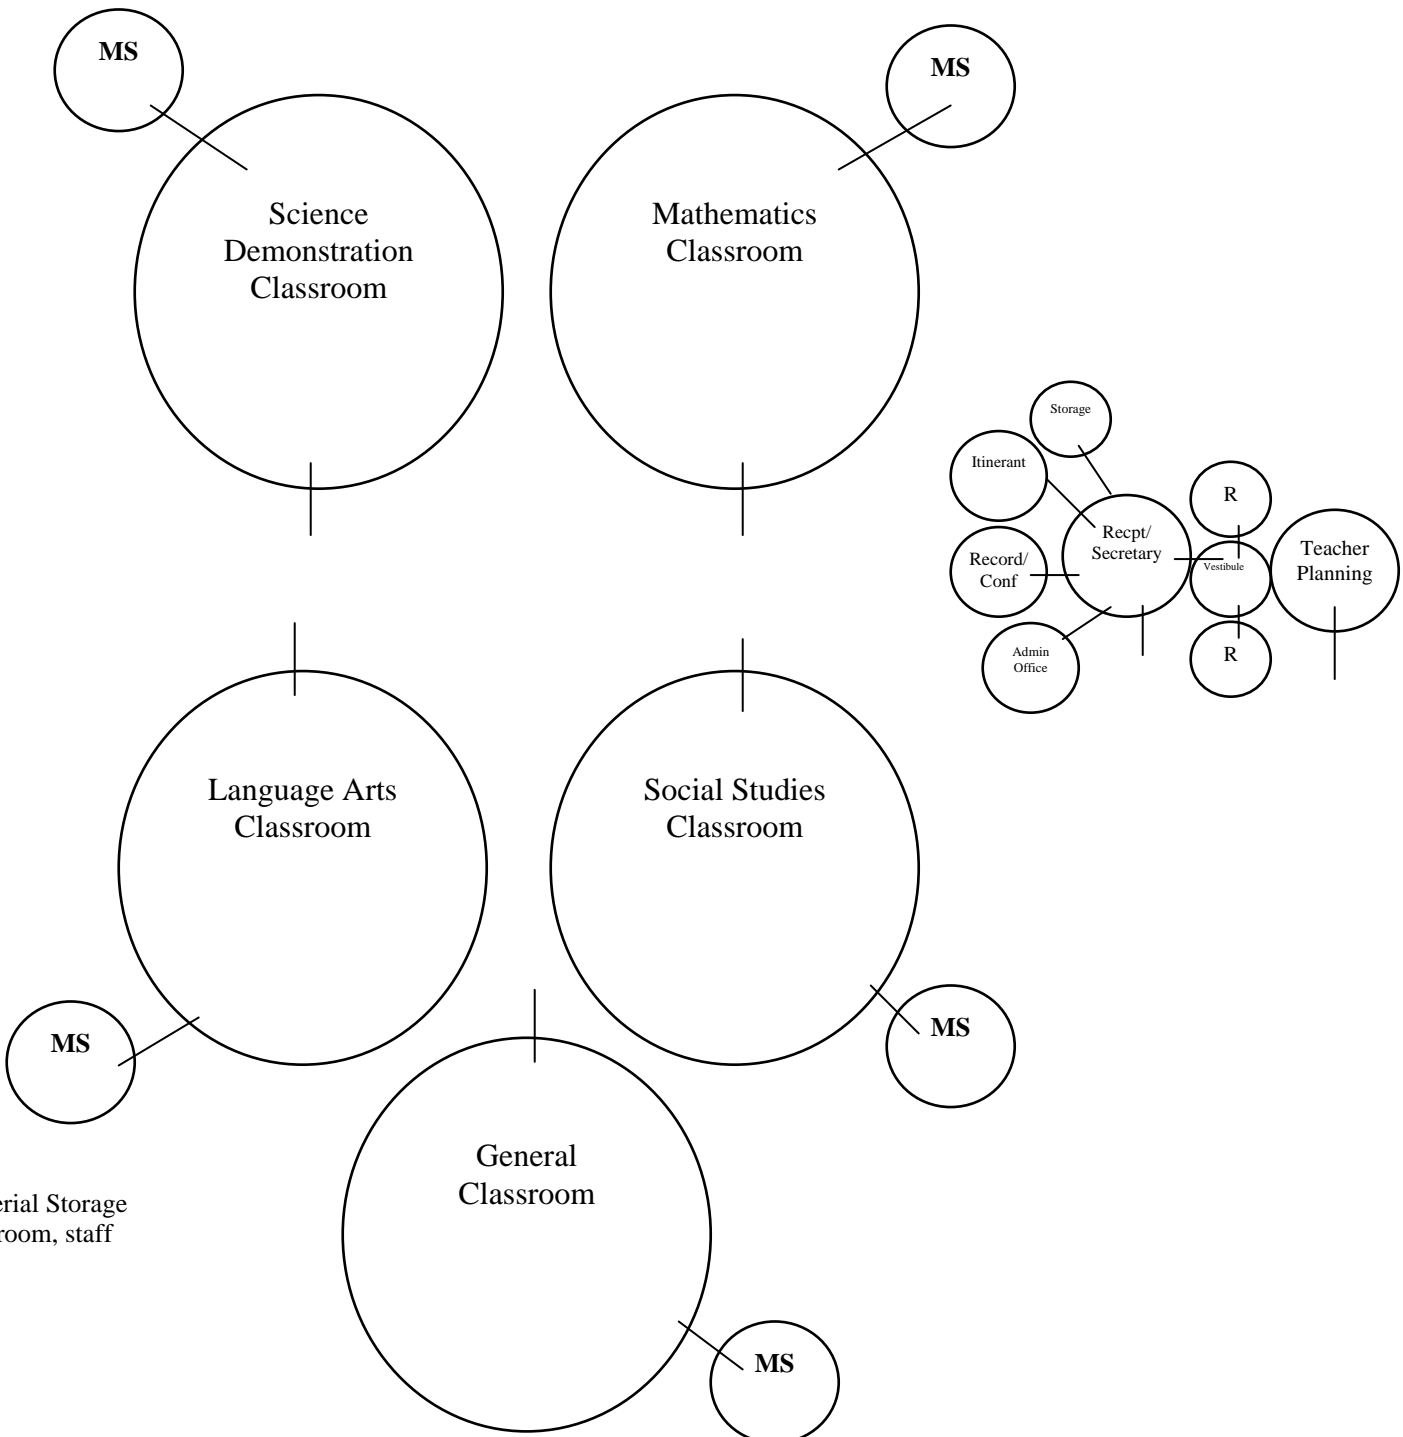 MS
MS
Science
Demonstration
Classroom
Mathematics
Classroom
Storage
Itinerant
Recpt/
Secretary
Record/
Conf
Admin
Office
R
Vestibule
R
Teacher
Planning
Language Arts
Classroom
Social Studies
Classroom
MS
MS
General
Classroom
Storage
room, staff
MS